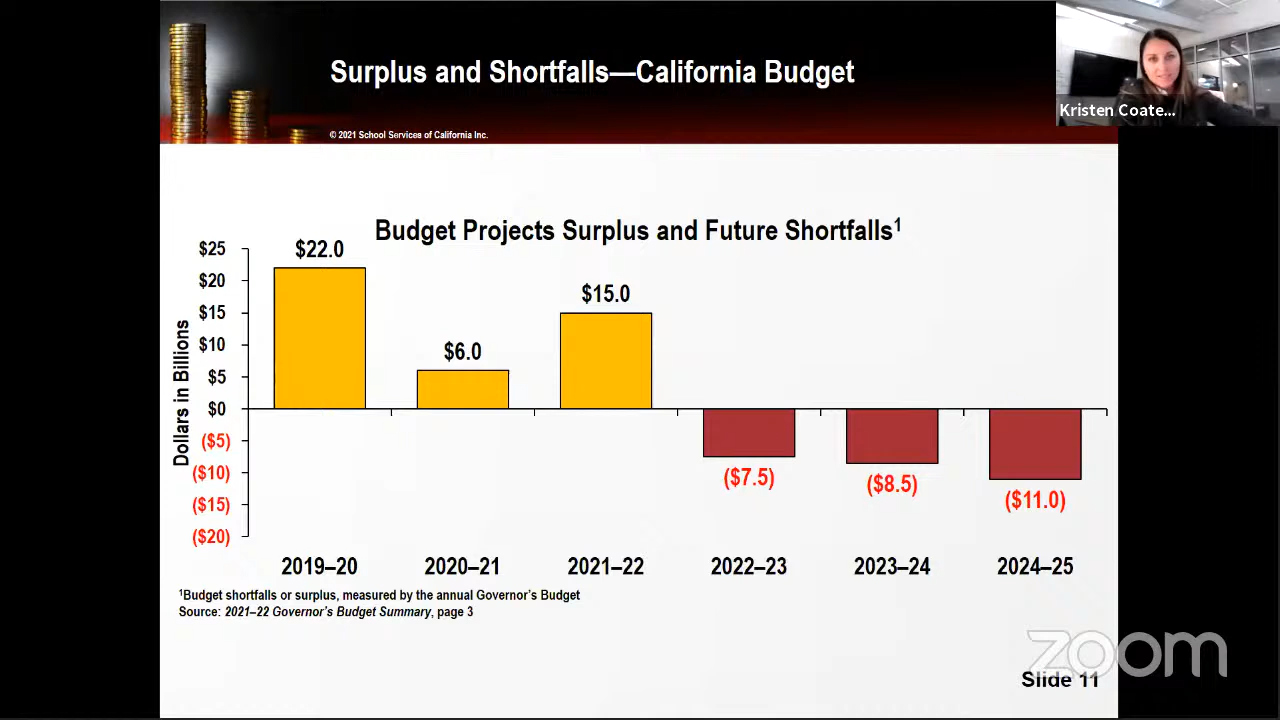 Surplus and Shortfalls—California Budget
© 2021 School Services of California Inc.
Kristen Coate...
Budget Projects Surplus and Future Shortfalls¹
Dollars in Billions
$25
$20
$15
$10
$5
$0
($5)
($10)
($15)
($20)
$22.0
$6.0
$15.0
($7.5)
($8.5)
($11.0)
2019–20 2020–21 2021–22 2022–23 2023–24 2024–25
¹Budget shortfalls or surplus, measured by the annual Governor's Budget
Source: 2021–22 Governor's Budget Summary, page 3
zoom
Slide 11